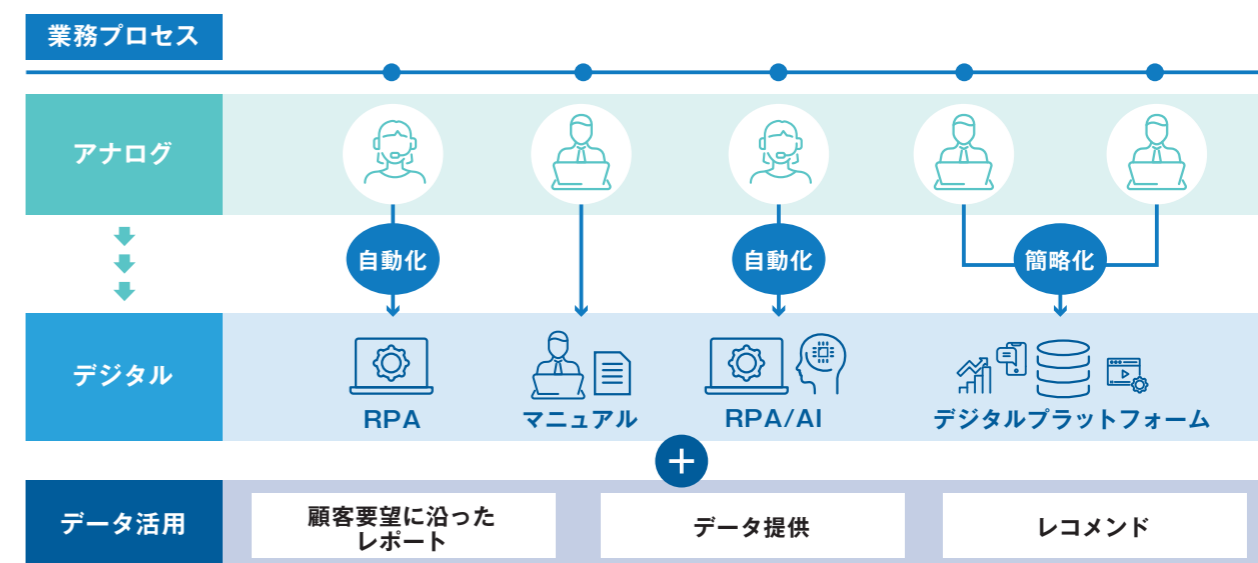 業務プロセス
アナログ
自動化
自動化
簡略化
デジタル
RPA
マニュアル
RPA/AI
デジタルプラットフォーム
+
データ活用
顧客要望に沿った
レポート
データ提供
レコメンド